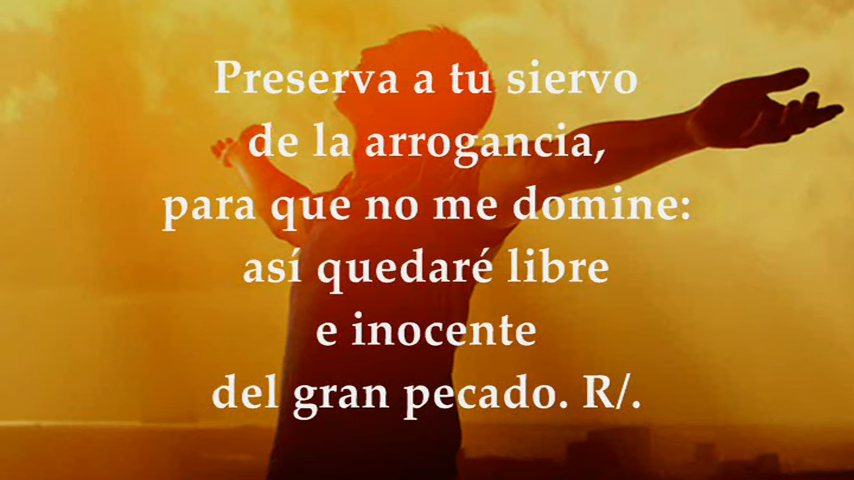 Preserva a tu siervo
de la arrogancia,
para que no me domine:
así quedaré libre
e inocente
del gran pecado. R/.